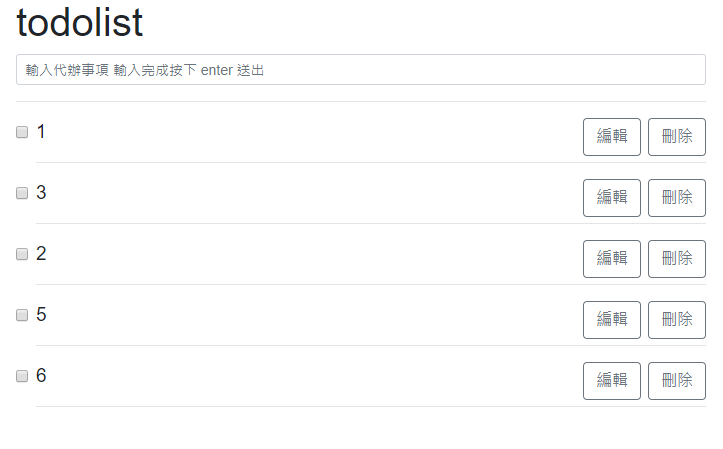 todolist
輸入代辦事項 輸入完成按下 enter 送出
1 編輯 刪除
3 編輯 刪除
2 編輯 刪除
5 編輯 刪除
6 編輯 刪除